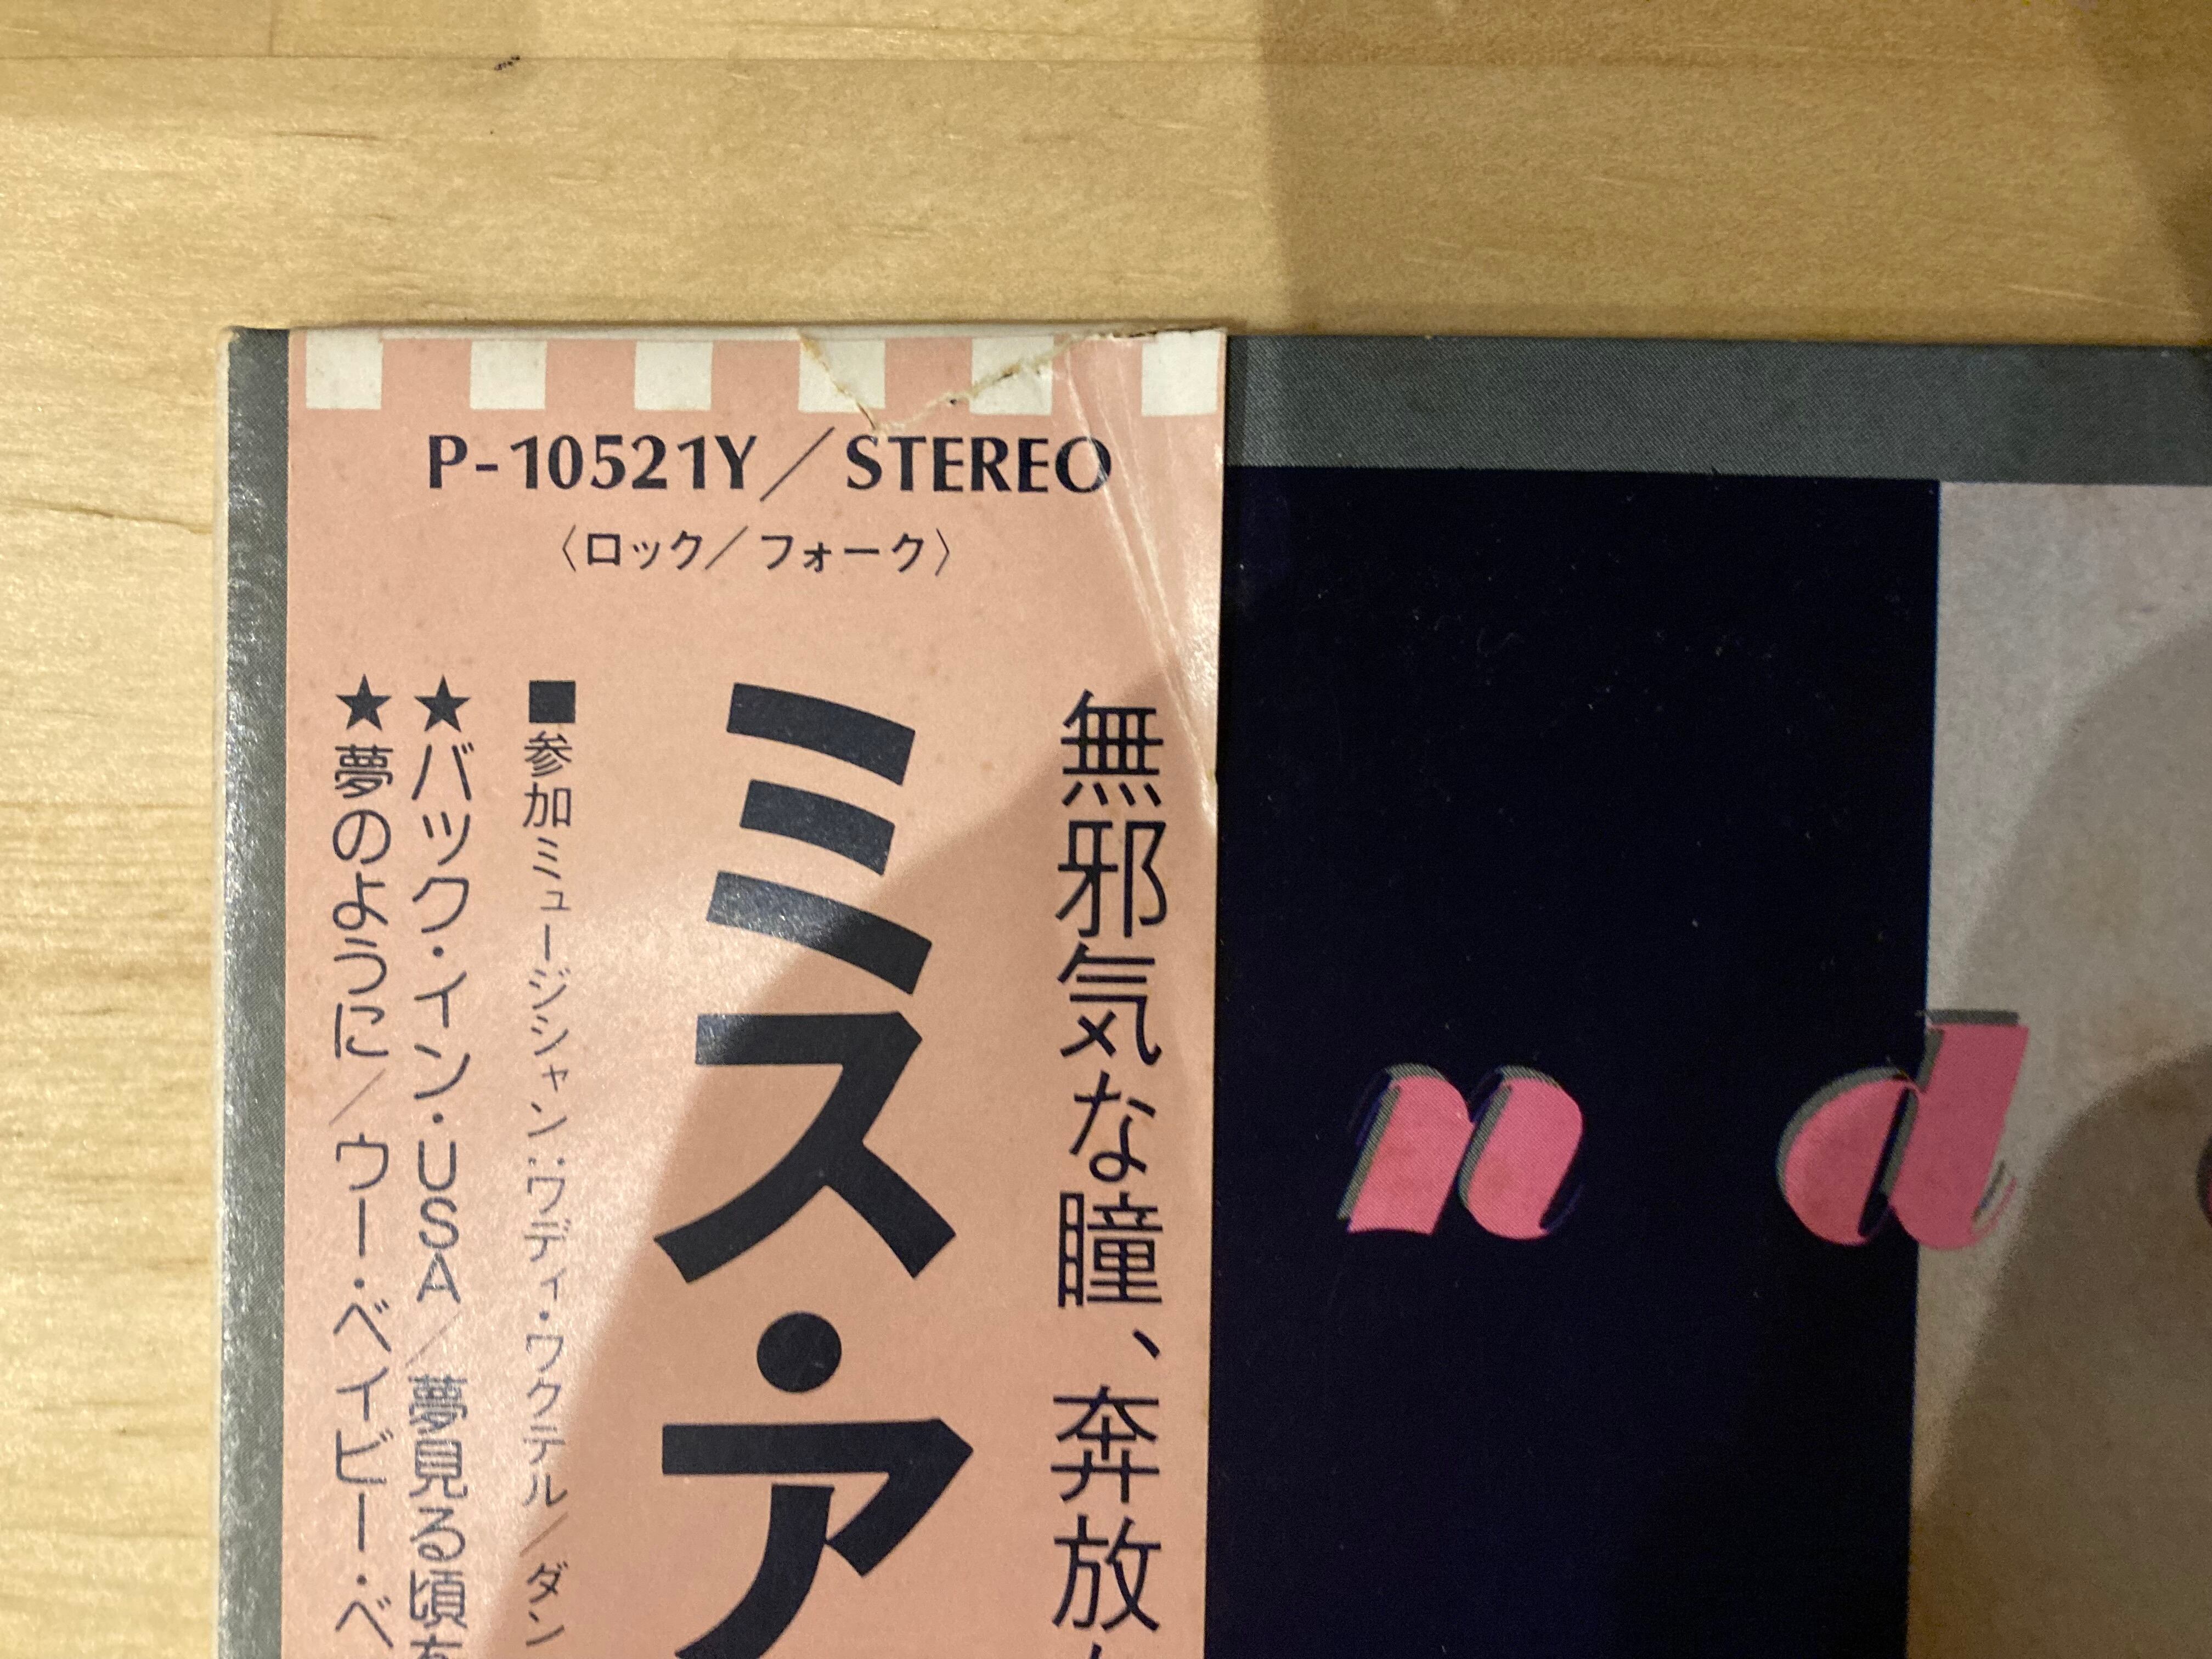 P-10521Y／STEREO
〈ロック／フォーク〉
無邪気な瞳、奔放
ミス・ア
■参加ミュージシャン：ワディ・ワクテル／ダン
★バック・イン・USA／夢見る頃を
★夢のように／ウー・ベイビー・ベ
n d